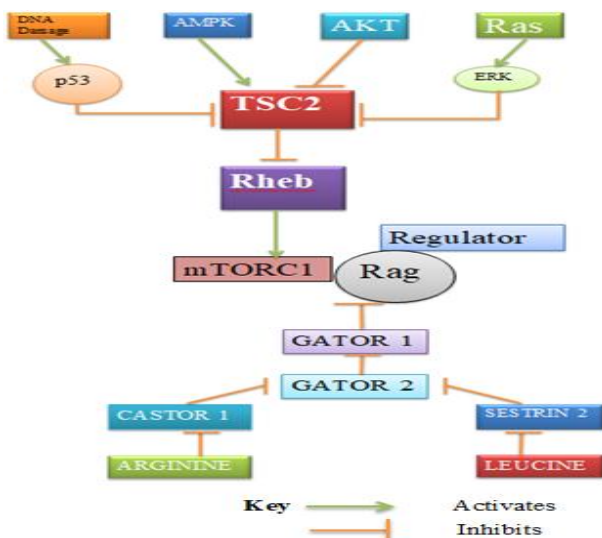 DNA
Damage
AMPK
AKT
Ras
p53
ERK
TSC2
Rheb
Regulator
mTORC1
Rag
GATOR 1
GATOR 2
CASTOR 1
SESTRIN 2
ARGININE
LEUCINE
Key Activates
Inhibits